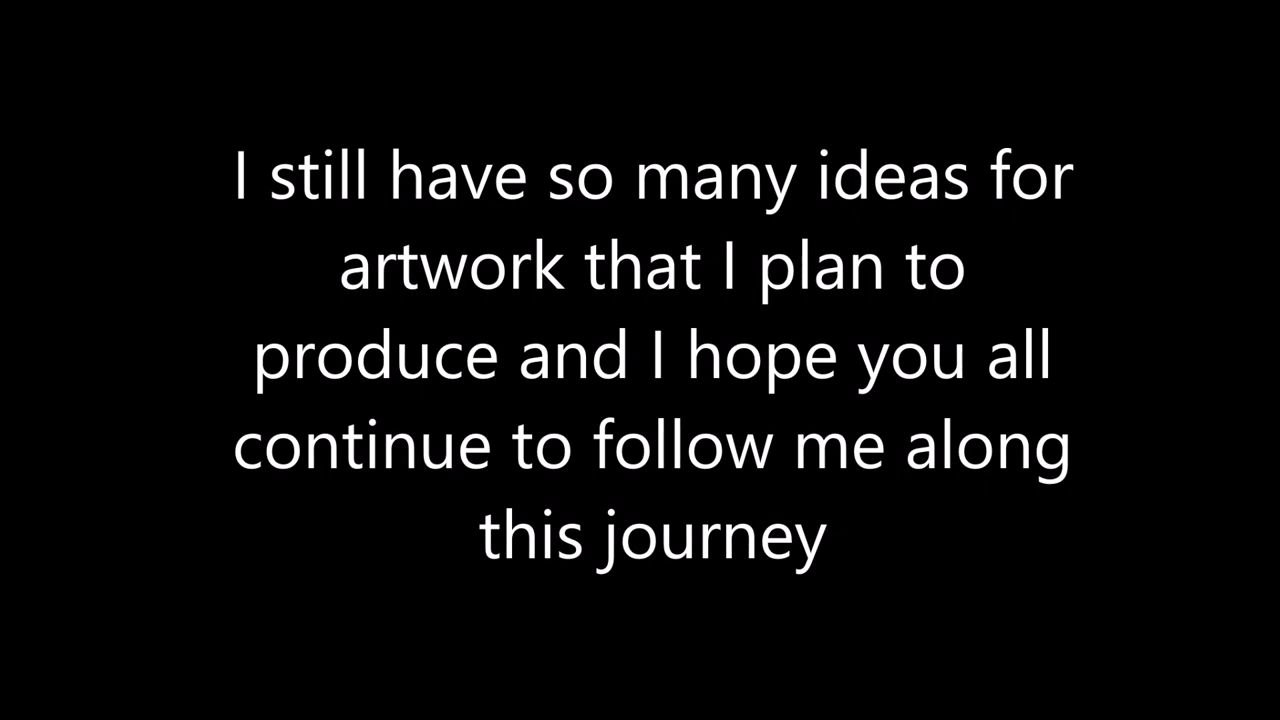 I still have so many ideas for
artwork that I plan to
produce and I hope you all
continue to follow me along
this journey